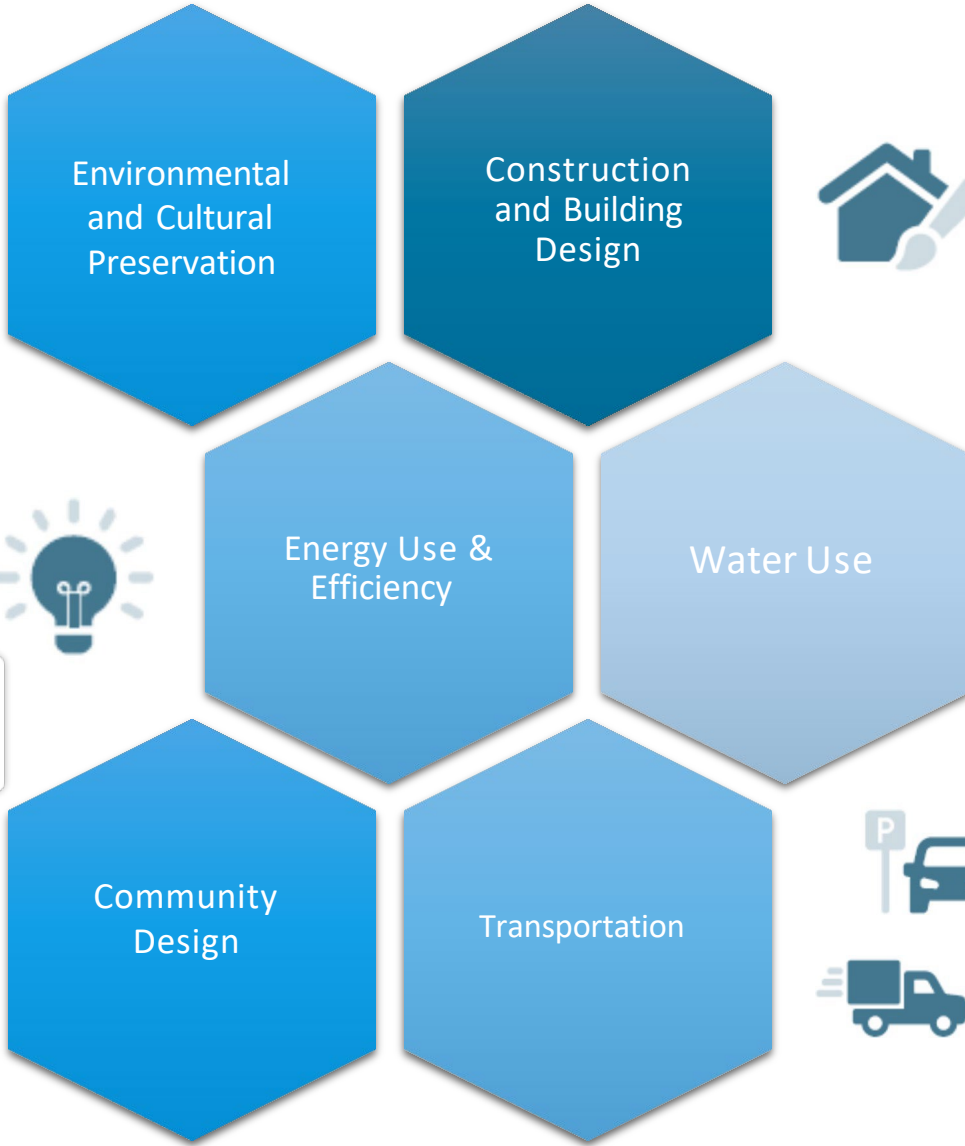 Environmental
and Cultural
Preservation
Construction
and Building
Design
Energy Use &
Efficiency
Water Use
Community
Design
Transportation
P